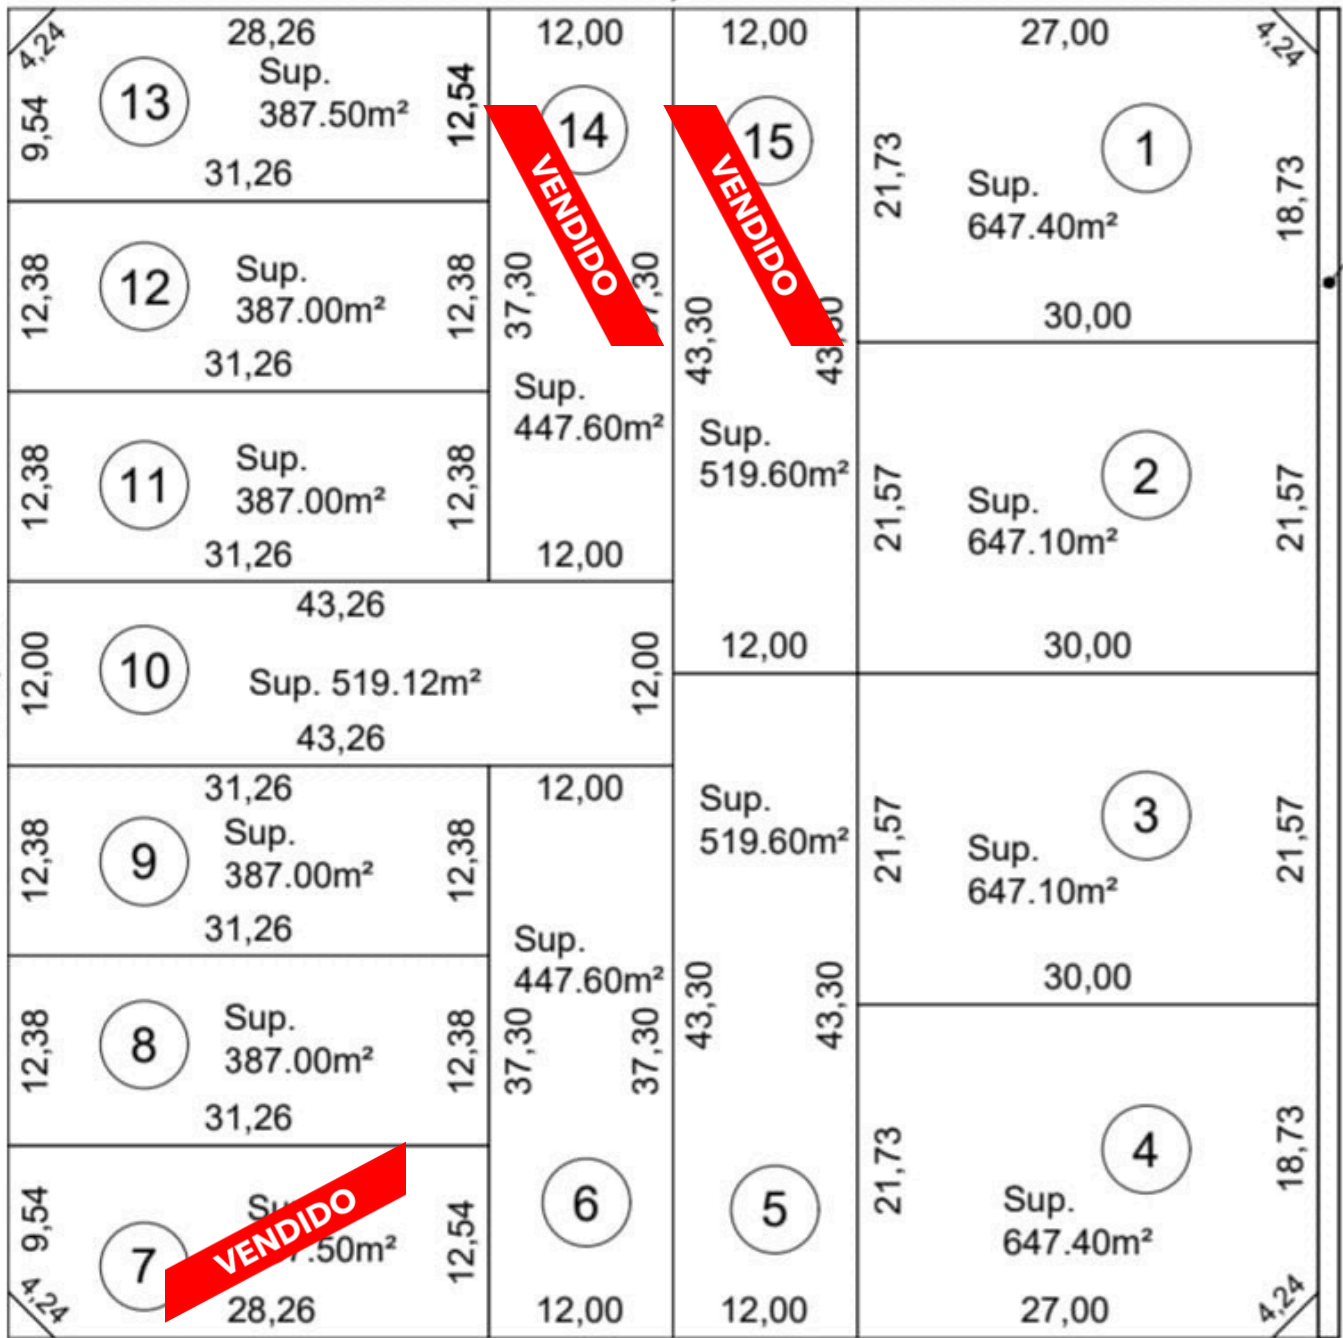 4,24
28,26
13
Sup.
387.50m²
9,54
12,54
31,26
12
Sup.
387.00m²
12,38
12,38
31,26
11
Sup.
387.00m²
12,38
12,38
31,26
12,00
14
VENDIDO
37,30
Sup.
447.60m²
12,00
12,00
15
VENDIDO
43,30
Sup.
519.60m²
12,00
27,00
4,24
1
21,73
Sup.
647.40m²
18,73
30,00
2
21,57
Sup.
647.10m²
21,57
30,00
43,26
12,00
10
Sup. 519.12m²
12,00
43,26
31,26
9
Sup.
387.00m²
12,38
12,38
31,26
8
Sup.
387.00m²
12,38
12,38
31,26
9,54
7
VENDIDO
12,54
4,24
28,26
12,00
Sup.
447.60m²
37,30
37,30
6
12,00
Sup.
519.60m²
43,30
43,30
5
12,00
3
21,57
Sup.
647.10m²
21,57
30,00
4
21,73
Sup.
647.40m²
18,73
27,00
4,24